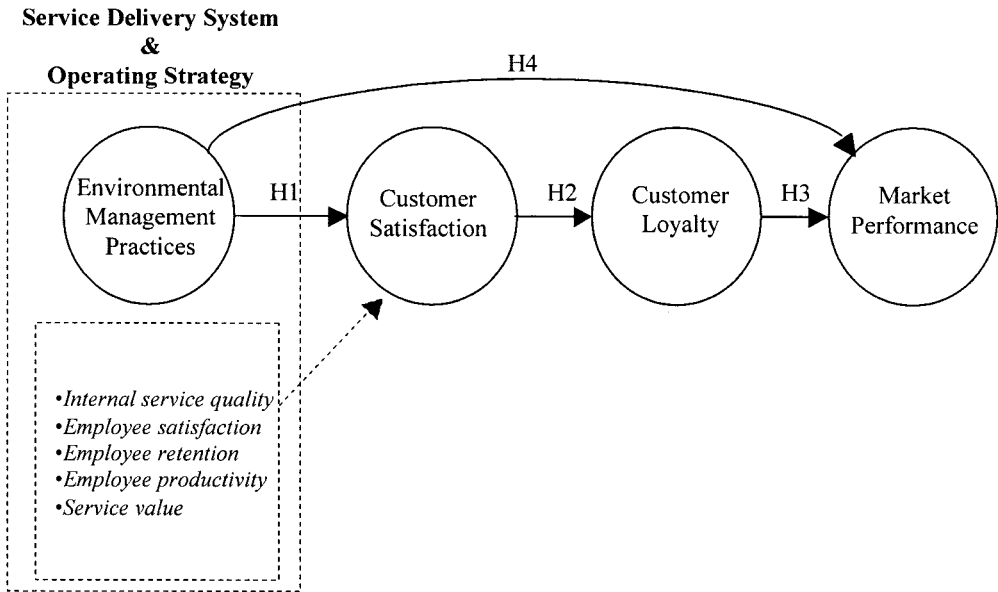 Service Delivery System
&
Operating Strategy
H4
Environmental
Management
Practices
H1
Customer
Satisfaction
H2
Customer
Loyalty
H3
Market
Performance
•Internal service quality
•Employee satisfaction
•Employee retention
•Employee productivity
•Service value